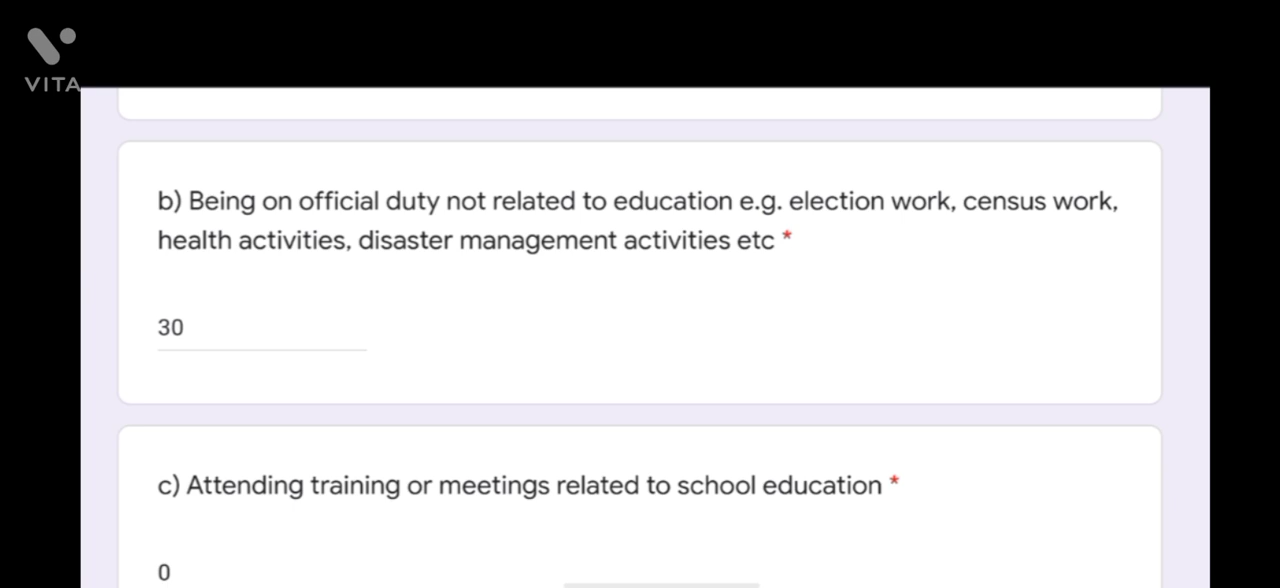 VITA
b) Being on official duty not related to education e.g. election work, census work,
health activities, disaster management activities etc *
30
c) Attending training or meetings related to school education *
0